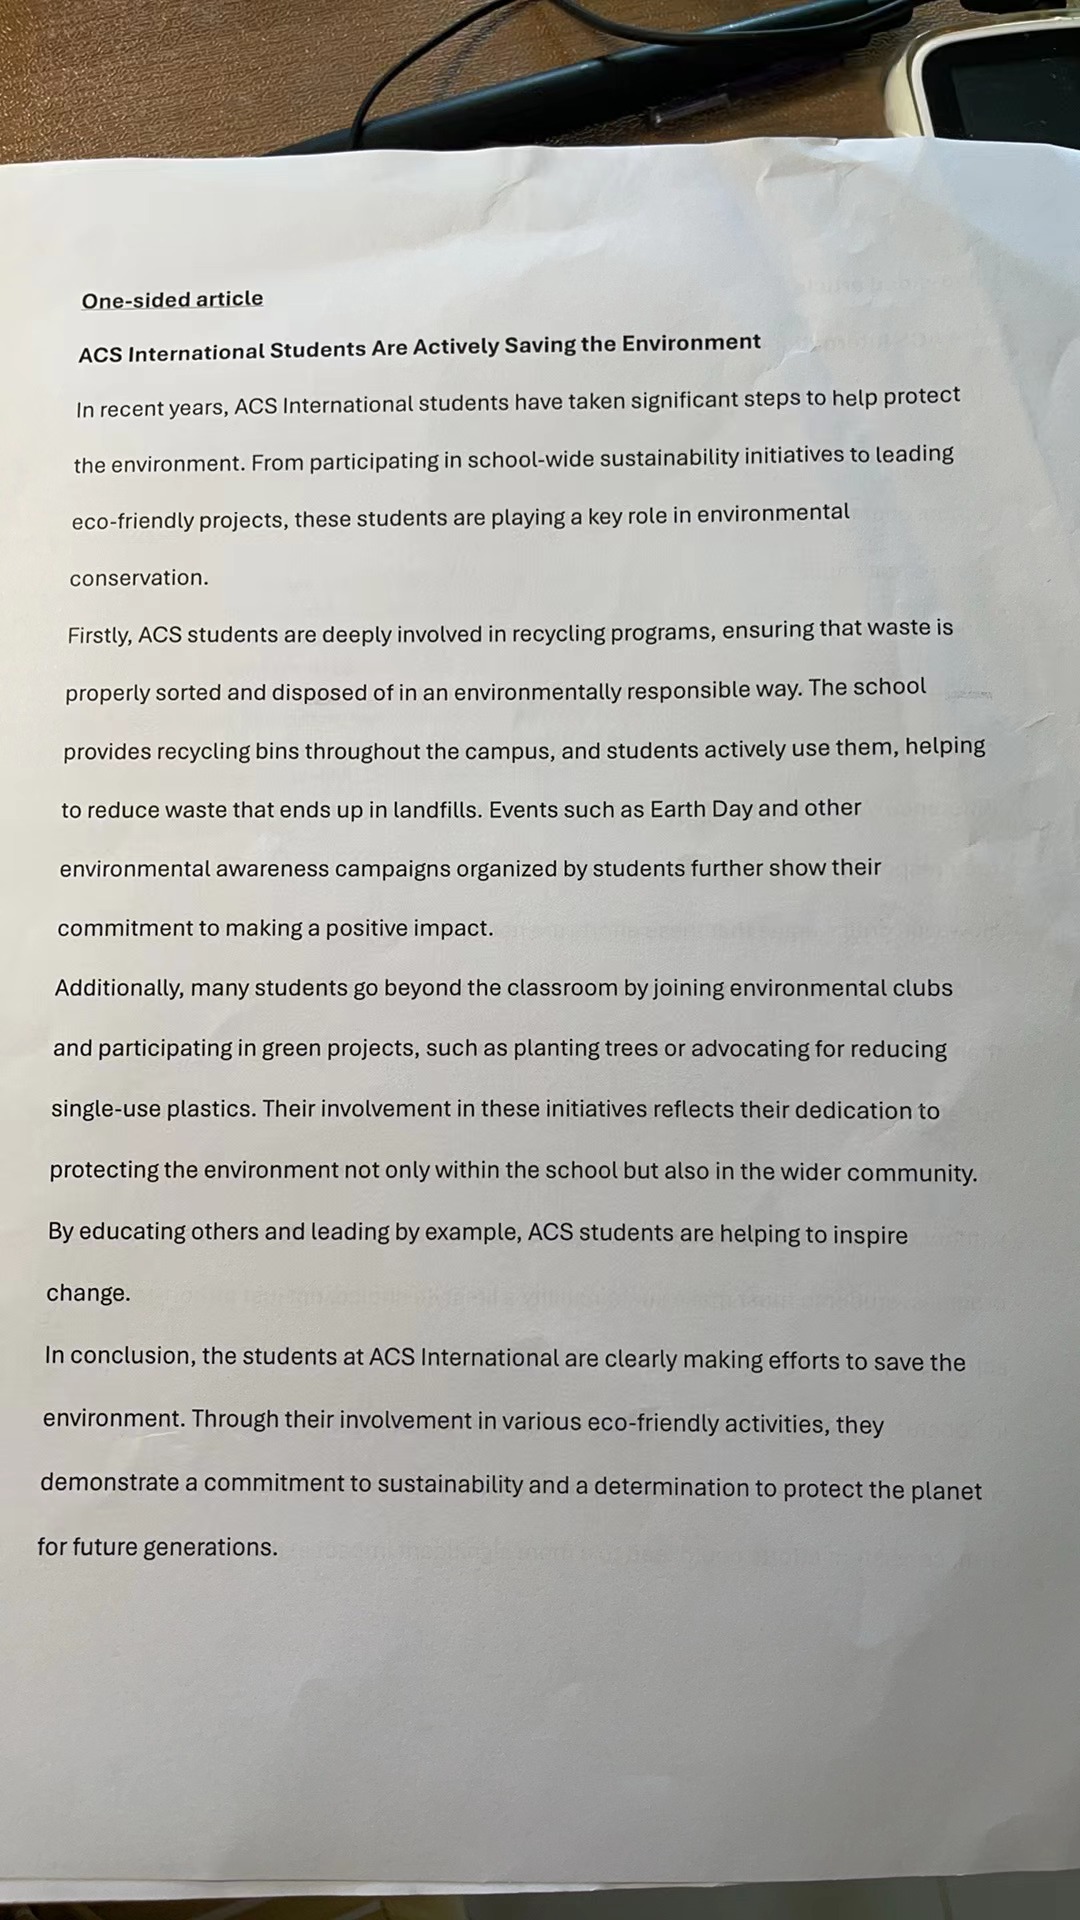 One-sided article
ACS International Students Are Actively Saving the Environment
In recent years, ACS International students have taken significant steps to help protect
the environment. From participating in school-wide sustainability initiatives to leading
eco-friendly projects, these students are playing a key role in environmental
conservation.
Firstly, ACS students are deeply involved in recycling programs, ensuring that waste is
properly sorted and disposed of in an environmentally responsible way. The school
provides recycling bins throughout the campus, and students actively use them, helping
to reduce waste that ends up in landfills. Events such as Earth Day and other
environmental awareness campaigns organized by students further show their
commitment to making a positive impact.
Additionally, many students go beyond the classroom by joining environmental clubs
and participating in green projects, such as planting trees or advocating for reducing
single-use plastics. Their involvement in these initiatives reflects their dedication to
protecting the environment not only within the school but also in the wider community.
By educating others and leading by example, ACS students are helping to inspire
change.
In conclusion, the students at ACS International are clearly making efforts to save the
environment. Through their involvement in various eco-friendly activities, they
demonstrate a commitment to sustainability and a determination to protect the planet
for future generations.